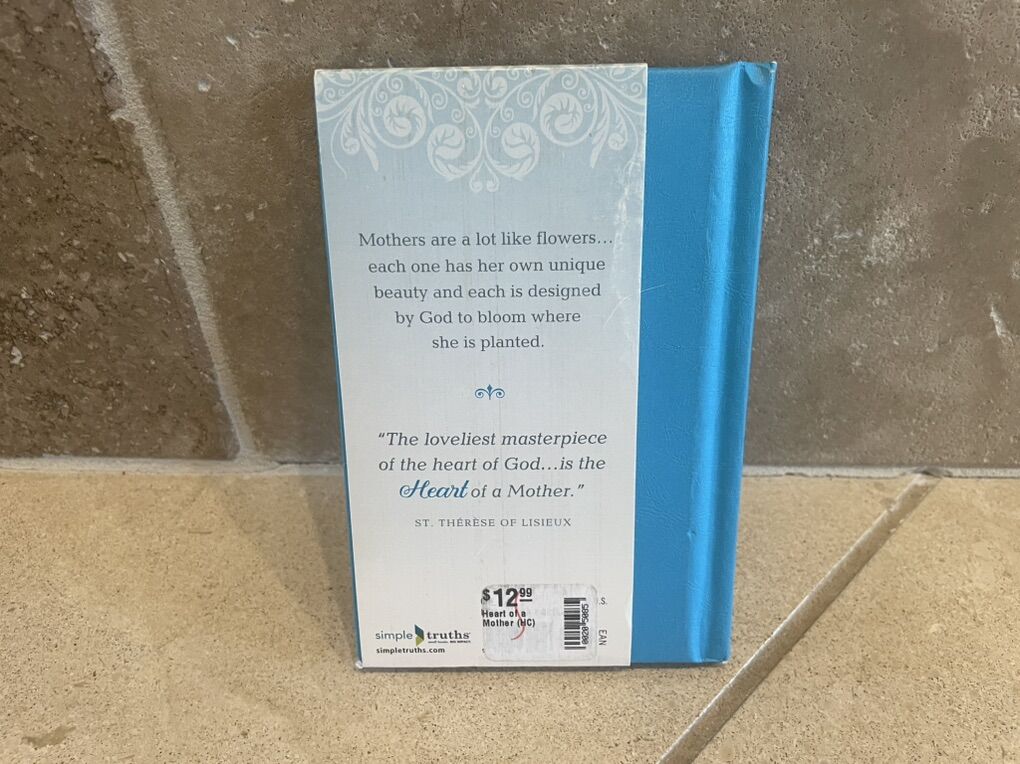 Mothers are a lot like flowers...
each one has her own unique
beauty and each is designed
by God to bloom where
she is planted.
“The loveliest masterpiece
of the heart of God...is the
Heart of a Mother.”
ST. THÉRÈSE OF LISIEUX
$12.99
Heart of a
Mother (HC)
EAN
simple truths
simpletruths.com